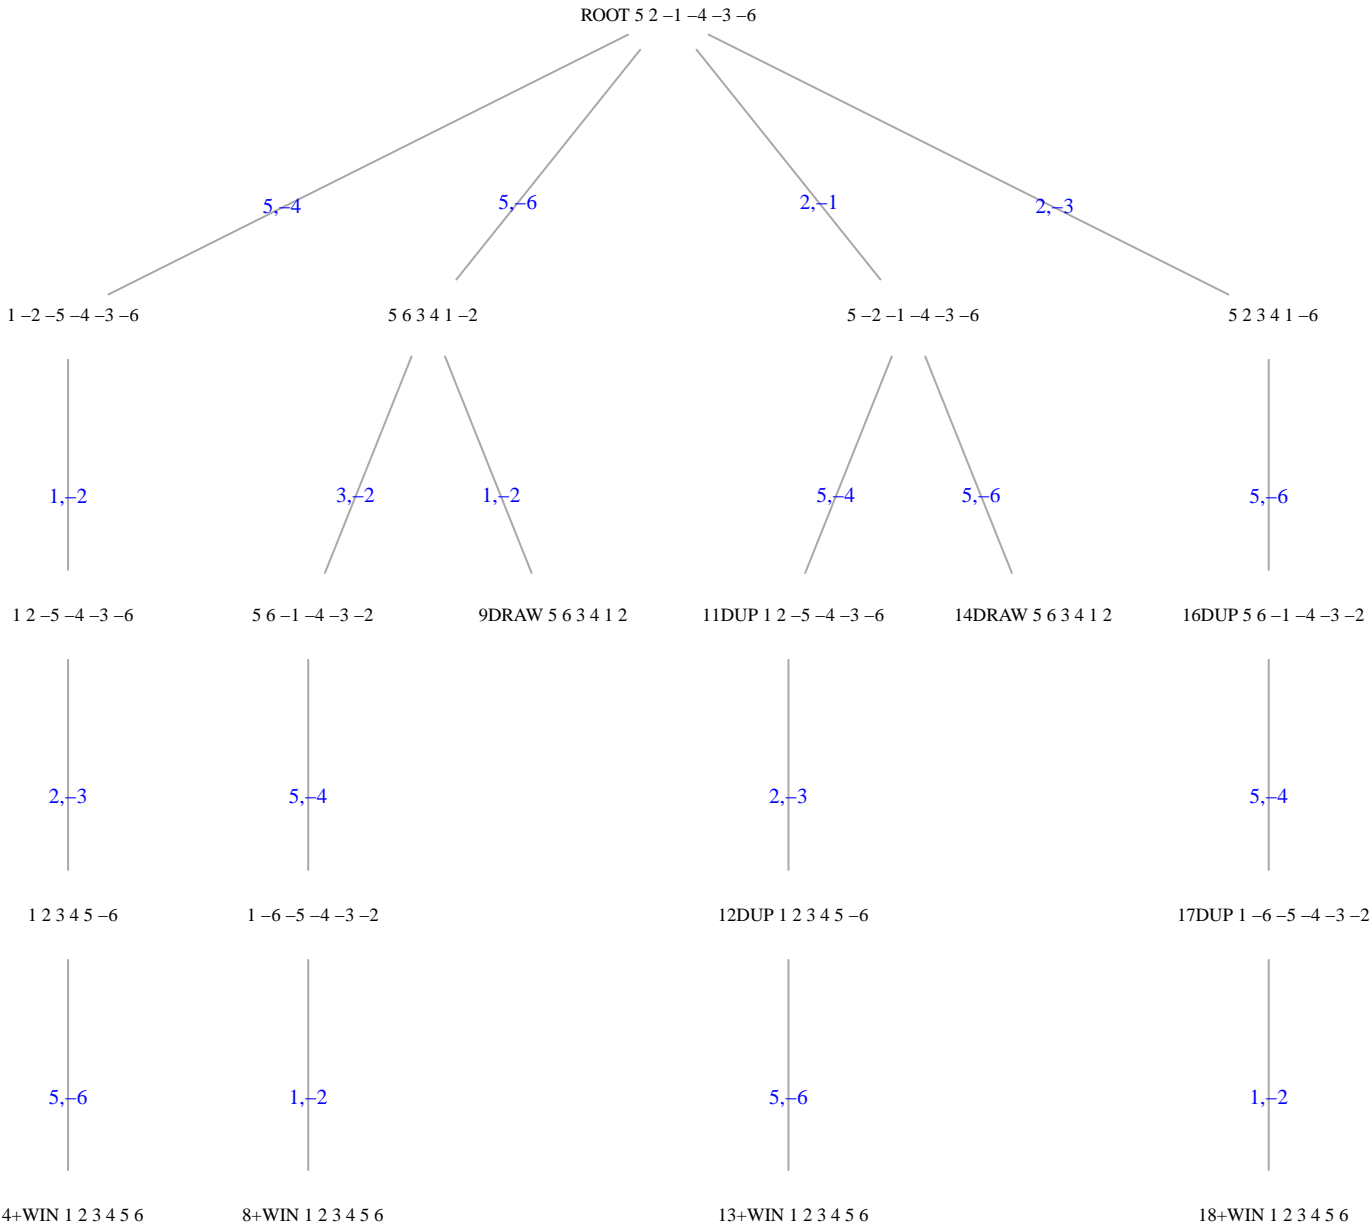 ROOT 5 2 –1 –4 –3 –6
5,–4
5,–6
2,–1
2,–3
1 –2 –5 –4 –3 –6
5 6 3 4 1 –2
5 –2 –1 –4 –3 –6
5 2 3 4 1 –6
1,–2
3,–2
1,–2
5,–4
5,–6
5,–6
1 2 –5 –4 –3 –6
5 6 –1 –4 –3 –2
9DRAW 5 6 3 4 1 2
11DUP 1 2 –5 –4 –3 –6
14DRAW 5 6 3 4 1 2
16DUP 5 6 –1 –4 –3 –2
2,–3
5,–4
2,–3
5,–4
1 2 3 4 5 –6
1 –6 –5 –4 –3 –2
12DUP 1 2 3 4 5 –6
17DUP 1 –6 –5 –4 –3 –2
5,–6
1,–2
5,–6
1,–2
4+WIN 1 2 3 4 5 6
8+WIN 1 2 3 4 5 6
13+WIN 1 2 3 4 5 6
18+WIN 1 2 3 4 5 6